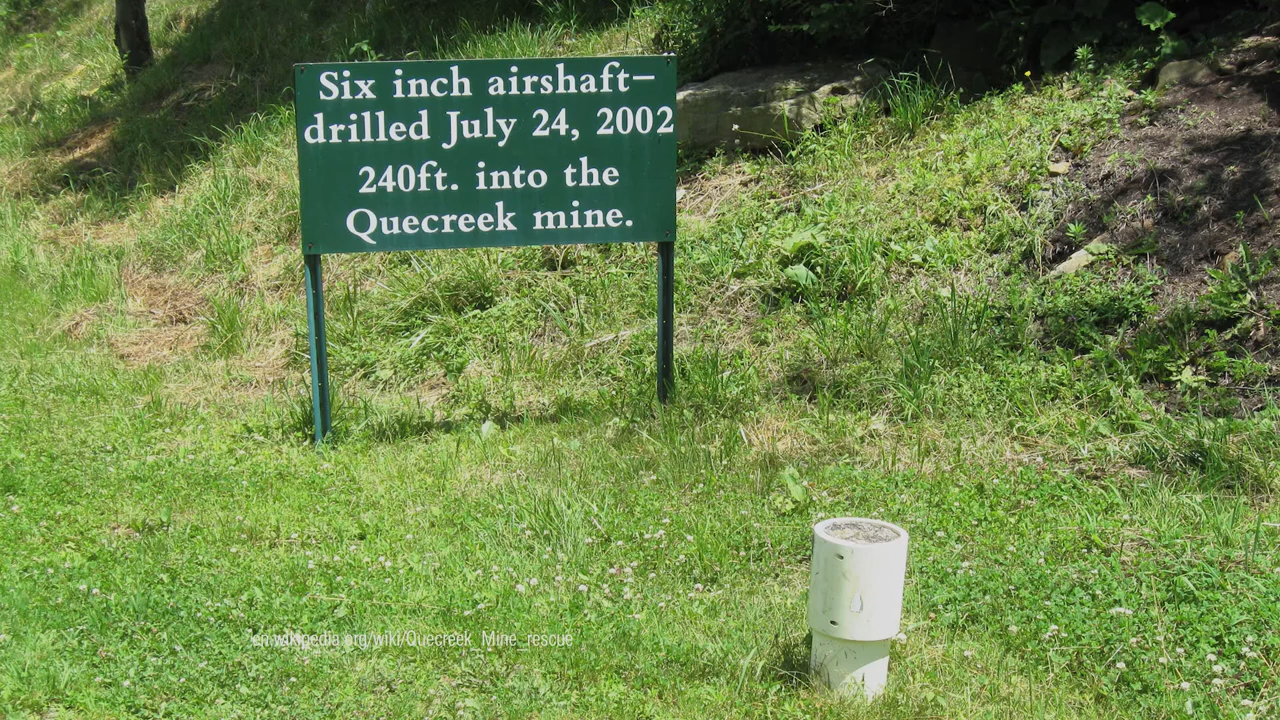 Six inch airshaft—
drilled July 24, 2002
240ft. into the
Quecreek mine.
en.wikipedia.org/wiki/Quecreek_Mine_rescue